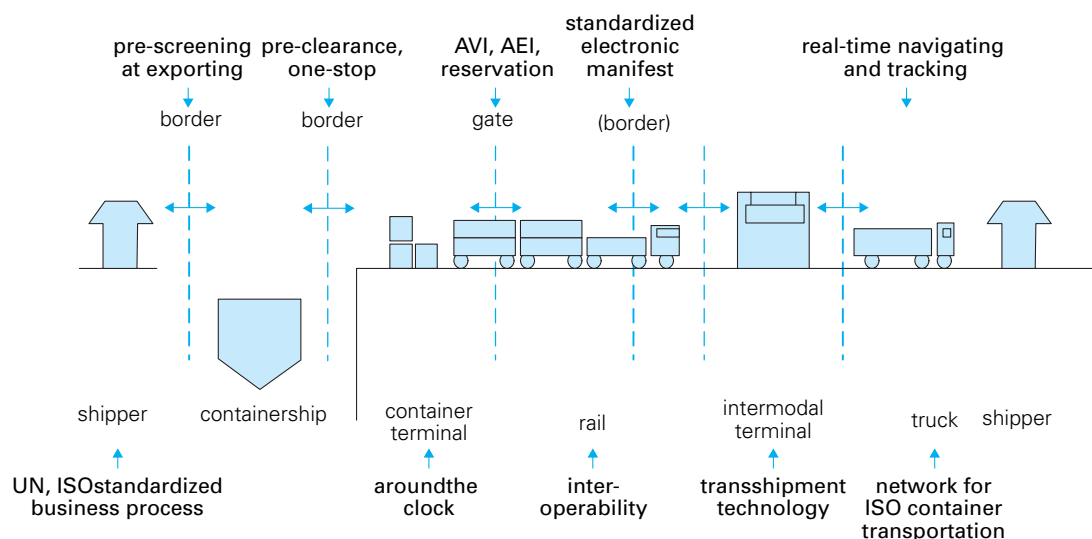 pre-screening
at exporting
pre-clearance,
one-stop
AVI, AEI,
reservation
standardized
electronic
manifest
real-time navigating
and tracking
border
border
gate
(border)
shipper
containership
container
terminal
rail
intermodal
terminal
truck
shipper
UN, ISOstandardized
business process
aroundthe
clock
inter-
operability
transshipment
technology
network for
ISO container
transportation